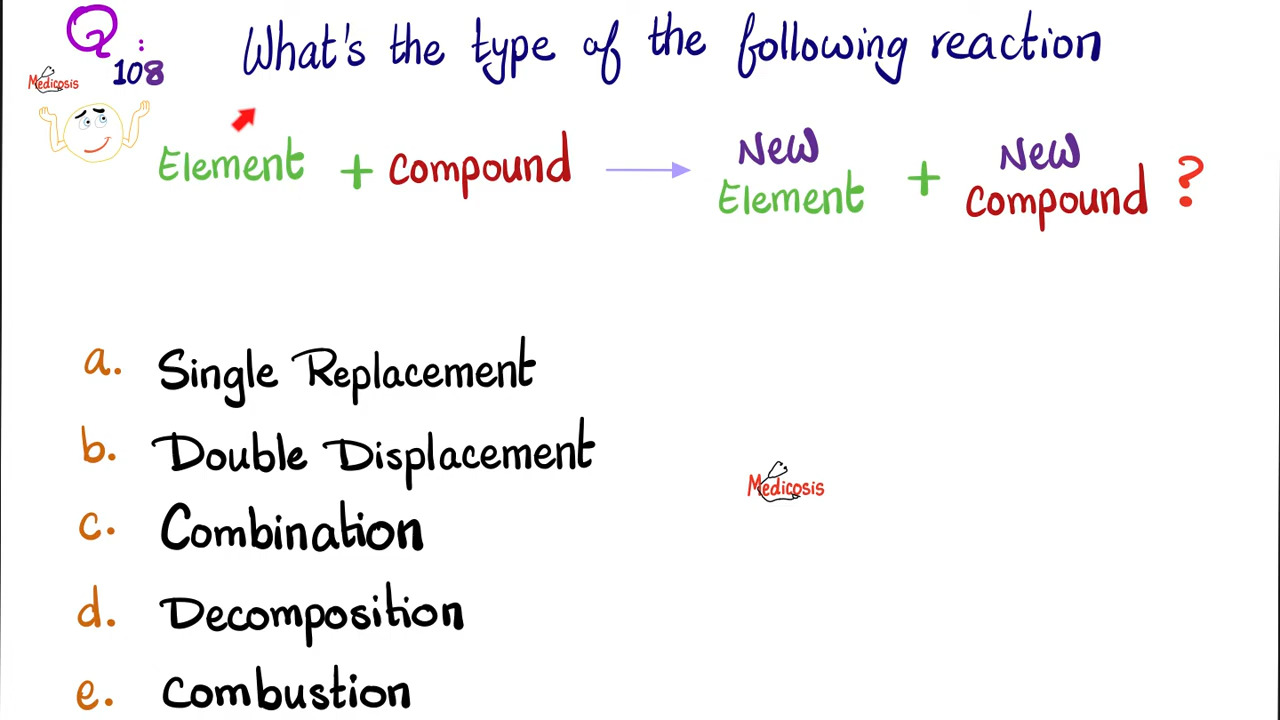 Q : 108
What's the type of the following reaction
Medicosis
Element + Compound → New Element + New Compound ?
a. Single Replacement
b. Double Displacement
Medicosis
c. Combination
d. Decomposition
e. Combustion